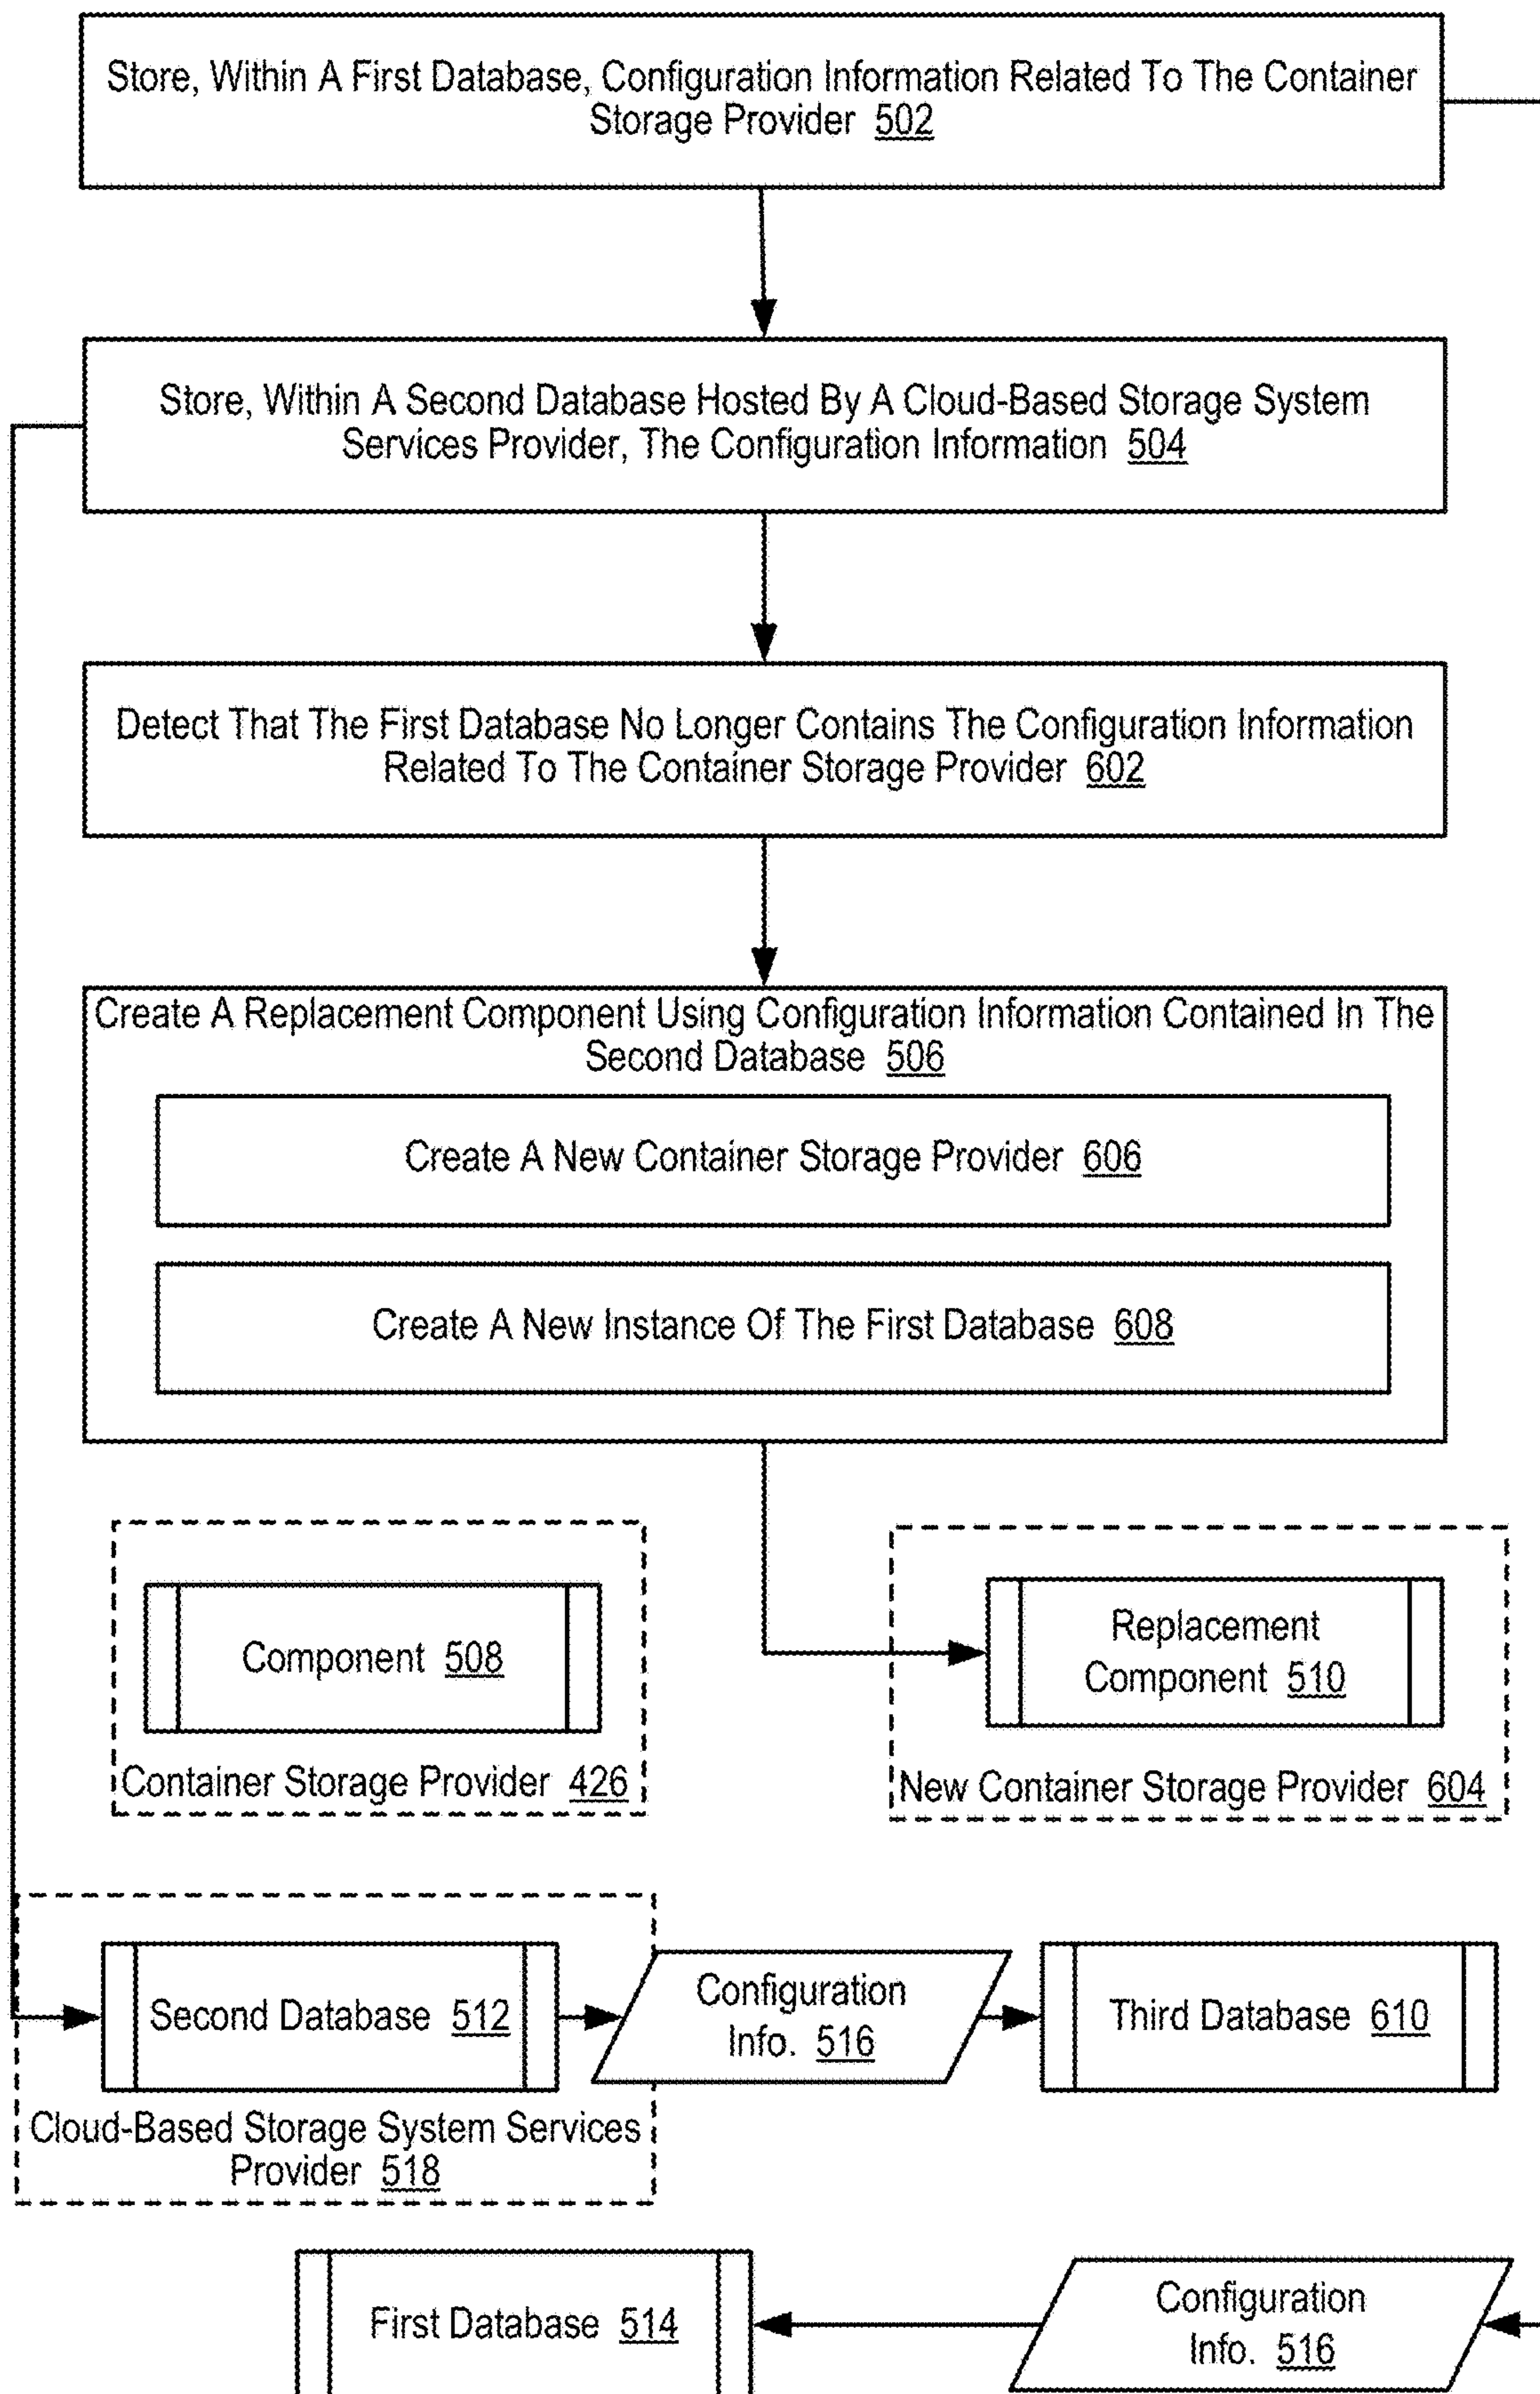 Store, Within A First Database, Configuration Information Related To The Container
Storage Provider 502
Store, Within A Second Database Hosted By A Cloud-Based Storage System
Services Provider, The Configuration Information 504
Detect That The First Database No Longer Contains The Configuration Information
Related To The Container Storage Provider 602
Create A Replacement Component Using Configuration Information Contained In The
Second Database 506
Create A New Container Storage Provider 606
Create A New Instance Of The First Database 608
Component 508
Container Storage Provider 426
Replacement
Component 510
New Container Storage Provider 604
Second Database 512
Cloud-Based Storage System Services
Provider 518
Configuration
Info. 516
Third Database 610
First Database 514
Configuration
Info. 516